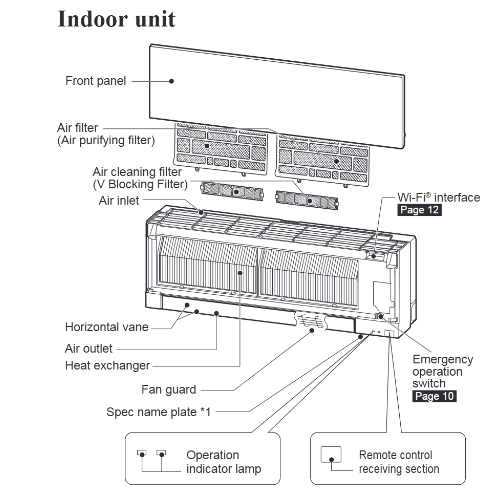 Indoor unit
Front panel
Air filter
(Air purifying filter)
Air cleaning filter
(V Blocking Filter)
Air inlet
Wi-Fi® interface
Page 12
Horizontal vane
Air outlet
Heat exchanger
Fan guard
Spec name plate *1
Emergency
operation
switch
Page 10
Operation
indicator lamp
Remote control
receiving section